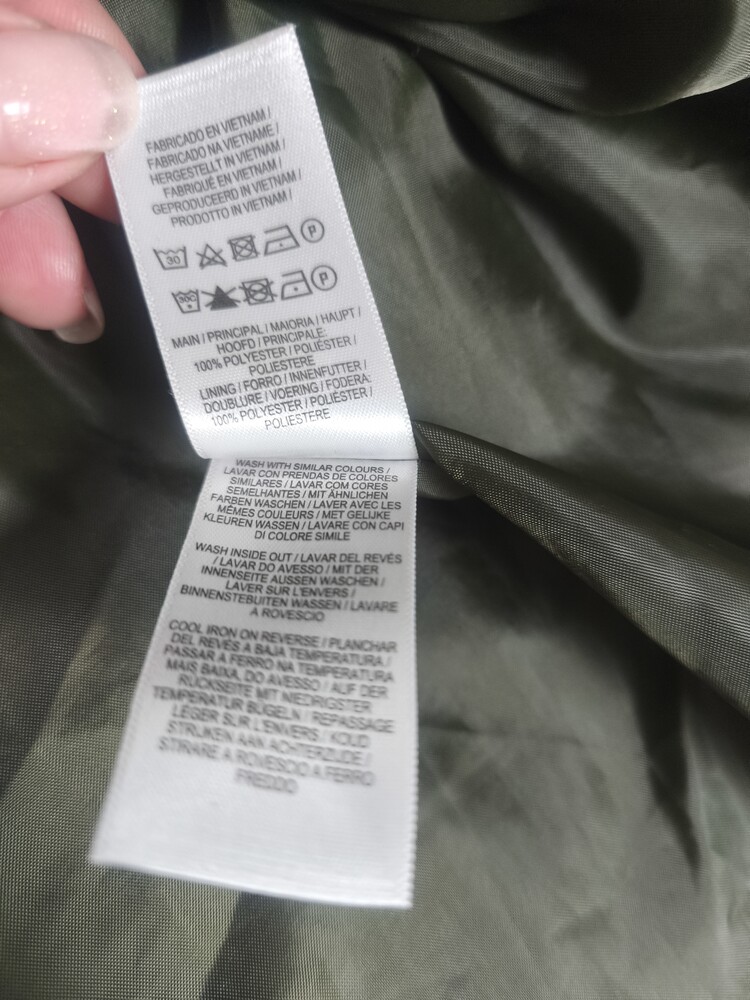 FABRICADO EN VIETNAM /
FABRICADO NA VIETNAME /
HERGESTELLT IN VIETNAM /
FABRIQUÉ EN VIETNAM /
GEPRODUCEERD IN VIETNAM /
PRODOTTO IN VIETNAM /
30 P
30C P
MAIN / PRINCIPAL / MAIORIA / HAUPT /
HOOFD / PRINCIPALE:
100% POLYESTER / POLIÉSTER /
POLIESTERE
LINING / FORRO / INNENFUTTER /
DOUBLURE / VOERING / FODERA:
100% POLYESTER / POLIÉSTER /
POLIESTERE
WASH WITH SIMILAR COLOURS /
LAVAR CON PRENDAS DE COLORES
SIMILARES / LAVAR COM CORES
SEMELHANTES / MIT ÄHNLICHEN
FARBEN WASCHEN / LAVER AVEC LES
MÊMES COULEURS / MET GELIJKE
KLEUREN WASSEN / LAVARE CON CAPI
DI COLORE SIMILE
WASH INSIDE OUT / LAVAR DEL REVÉS
/ LAVAR DO AVESSO / MIT DER
INNENSEITE AUSSEN WASCHEN /
LAVER SUR L'ENVERS /
BINNENSTEBUITEN WASSEN / LAVARE
A ROVESCIO
COOL IRON ON REVERSE / PLANCHAR
DEL REVÉS A BAJA TEMPERATURA /
PASSAR A FERRO NA TEMPERATURA
MAIS BAIXA, DO AVESSO / AUF DER
RÜCKSEITE MIT NIEDRIGSTER
TEMPERATUR BÜGELN / REPASSAGE
LÉGER SUR L'ENVERS / KOUD
STRIJKEN AAN ACHTERZIJDE /
STIRARE A ROVESCIO A FERRO
FREDDO